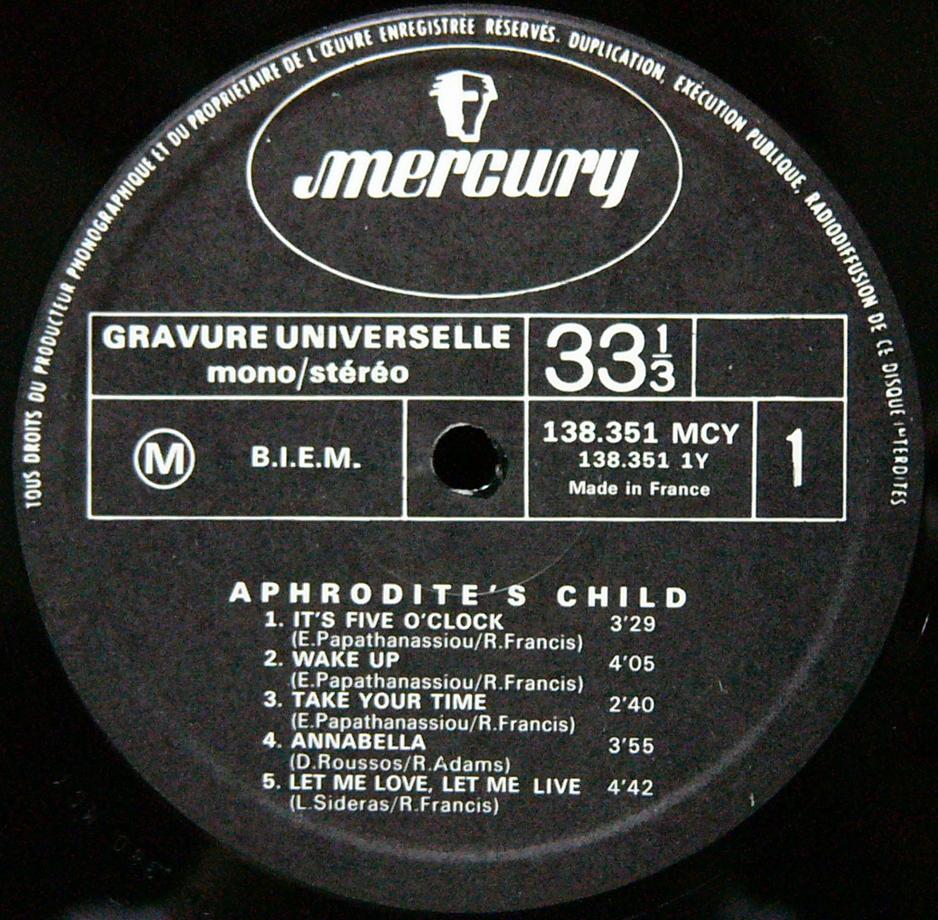 TOUS DROITS DU PRODUCTEUR PHONOGRAPHIQUE ET DU PROPRIÉTAIRE DE L'ŒUVRE ENREGISTRÉE RÉSERVÉS. DUPLICATION, EXÉCUTION PUBLIQUE, RADIODIFFUSION DE CE DISQUE INTERDITES
mercury
GRAVURE UNIVERSELLE
mono/stéréo
33 1/3
M B.I.E.M.
138.351 MCY
138.351 1Y
Made in France
1
APHRODITE'S CHILD
1. IT'S FIVE O'CLOCK 3'29
(E.Papathanassiou/R.Francis)
2. WAKE UP 4'05
(E.Papathanassiou/R.Francis)
3. TAKE YOUR TIME 2'40
(E.Papathanassiou/R.Francis)
4. ANNABELLA 3'55
(D.Roussos/R.Adams)
5. LET ME LOVE, LET ME LIVE 4'42
(L.Sideras/R.Francis)